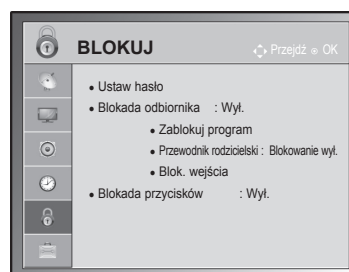 BLOKUJ
Przejdź OK
• Ustaw hasło
• Blokada odbiornika : Wył.
• Zablokuj program
• Przewodnik rodzicielski : Blokowanie wył.
• Blok. wejścia
• Blokada przycisków : Wył.